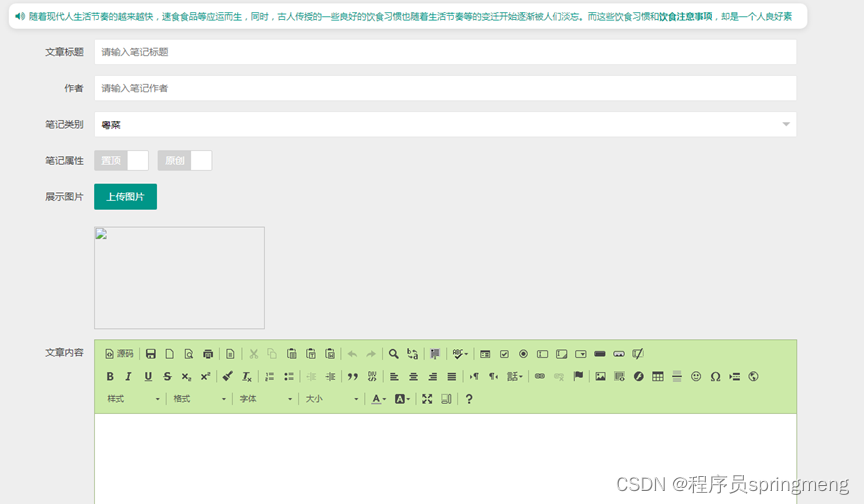 随着现代人生活节奏的越来越快，速食食品等应运而生，同时，古人传授的一些良好的饮食习惯也随着生活节奏等的变迁开始逐渐被人们淡忘。而这些饮食习惯和饮食注意事项，却是一个人良好素
文章标题 请输入笔记标题
作者 请输入笔记作者
笔记类别 粤菜
笔记属性 置顶 原创
展示图片 上传图片
文章内容 源码
样式 格式 字体 大小
CSDN @程序员springmeng